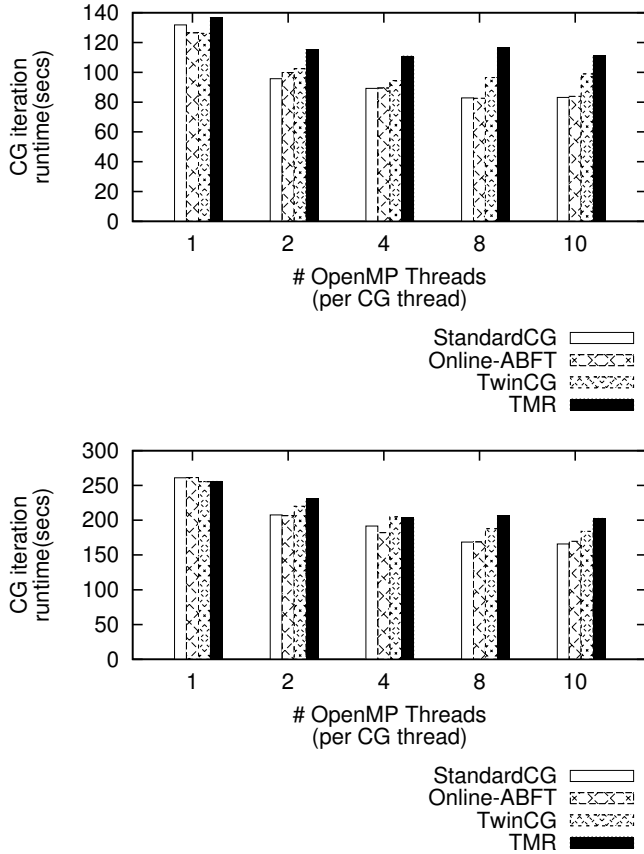 140
120
100
80
60
40
20
0
CG iteration
runtime(secs)
1 2 4 8 10
# OpenMP Threads
(per CG thread)
StandardCG
Online-ABFT
TwinCG
TMR
300
250
200
150
100
50
0
CG iteration
runtime(secs)
1 2 4 8 10
# OpenMP Threads
(per CG thread)
StandardCG
Online-ABFT
TwinCG
TMR